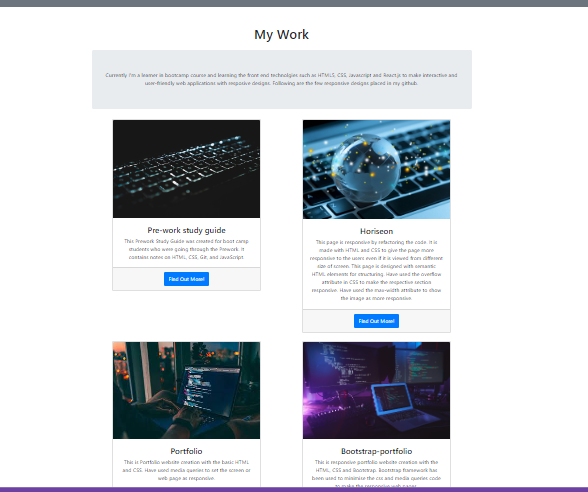 My Work
Currently I'm a learner in bootcamp course and learning the front end technologies such as HTML5, CSS, Javascript and React.js to make interactive and
user-friendly web applications with resposive designs. Following are the few responsive designs placed in my github.
Pre-work study guide
This Prework Study Guide was created for boot camp
students who were going through the Prework. It
contains notes on HTML, CSS, Git, and JavaScript
Find Out More!
Horiseon
This page is responsive by refactoring the code. It is
made with HTML and CSS to give the page more
responsive to the users even if it is viewed from different
size of screen. This page is designed with semantic
HTML elements for structuring. Have used the overflow
attribute in CSS to make the respective section
responsive. Have used the max-width attribute to show
the image as more responsive
Find Out More!
Portfolio
This is Portfolio website creation with the basic HTML
and CSS. Have used media queries to set the screen or
web page as responsive.
Bootstrap-portfolio
This is responsive portfolio website creation with the
HTML, CSS and Bootstrap. Bootstrap framework has
been used to minimise the css and media queries code
to make the responsive web pages.